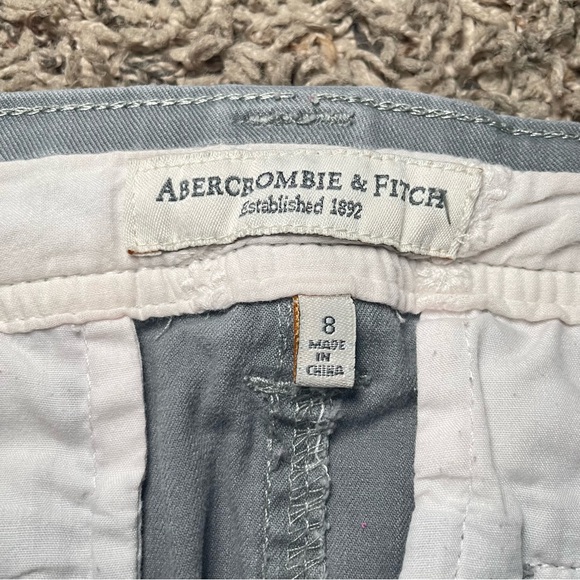 ABERCROMBIE & FITCH
Established 1892
8
MADE
IN
CHINA